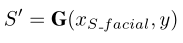 S′ = G(x_{S_facial}, y)